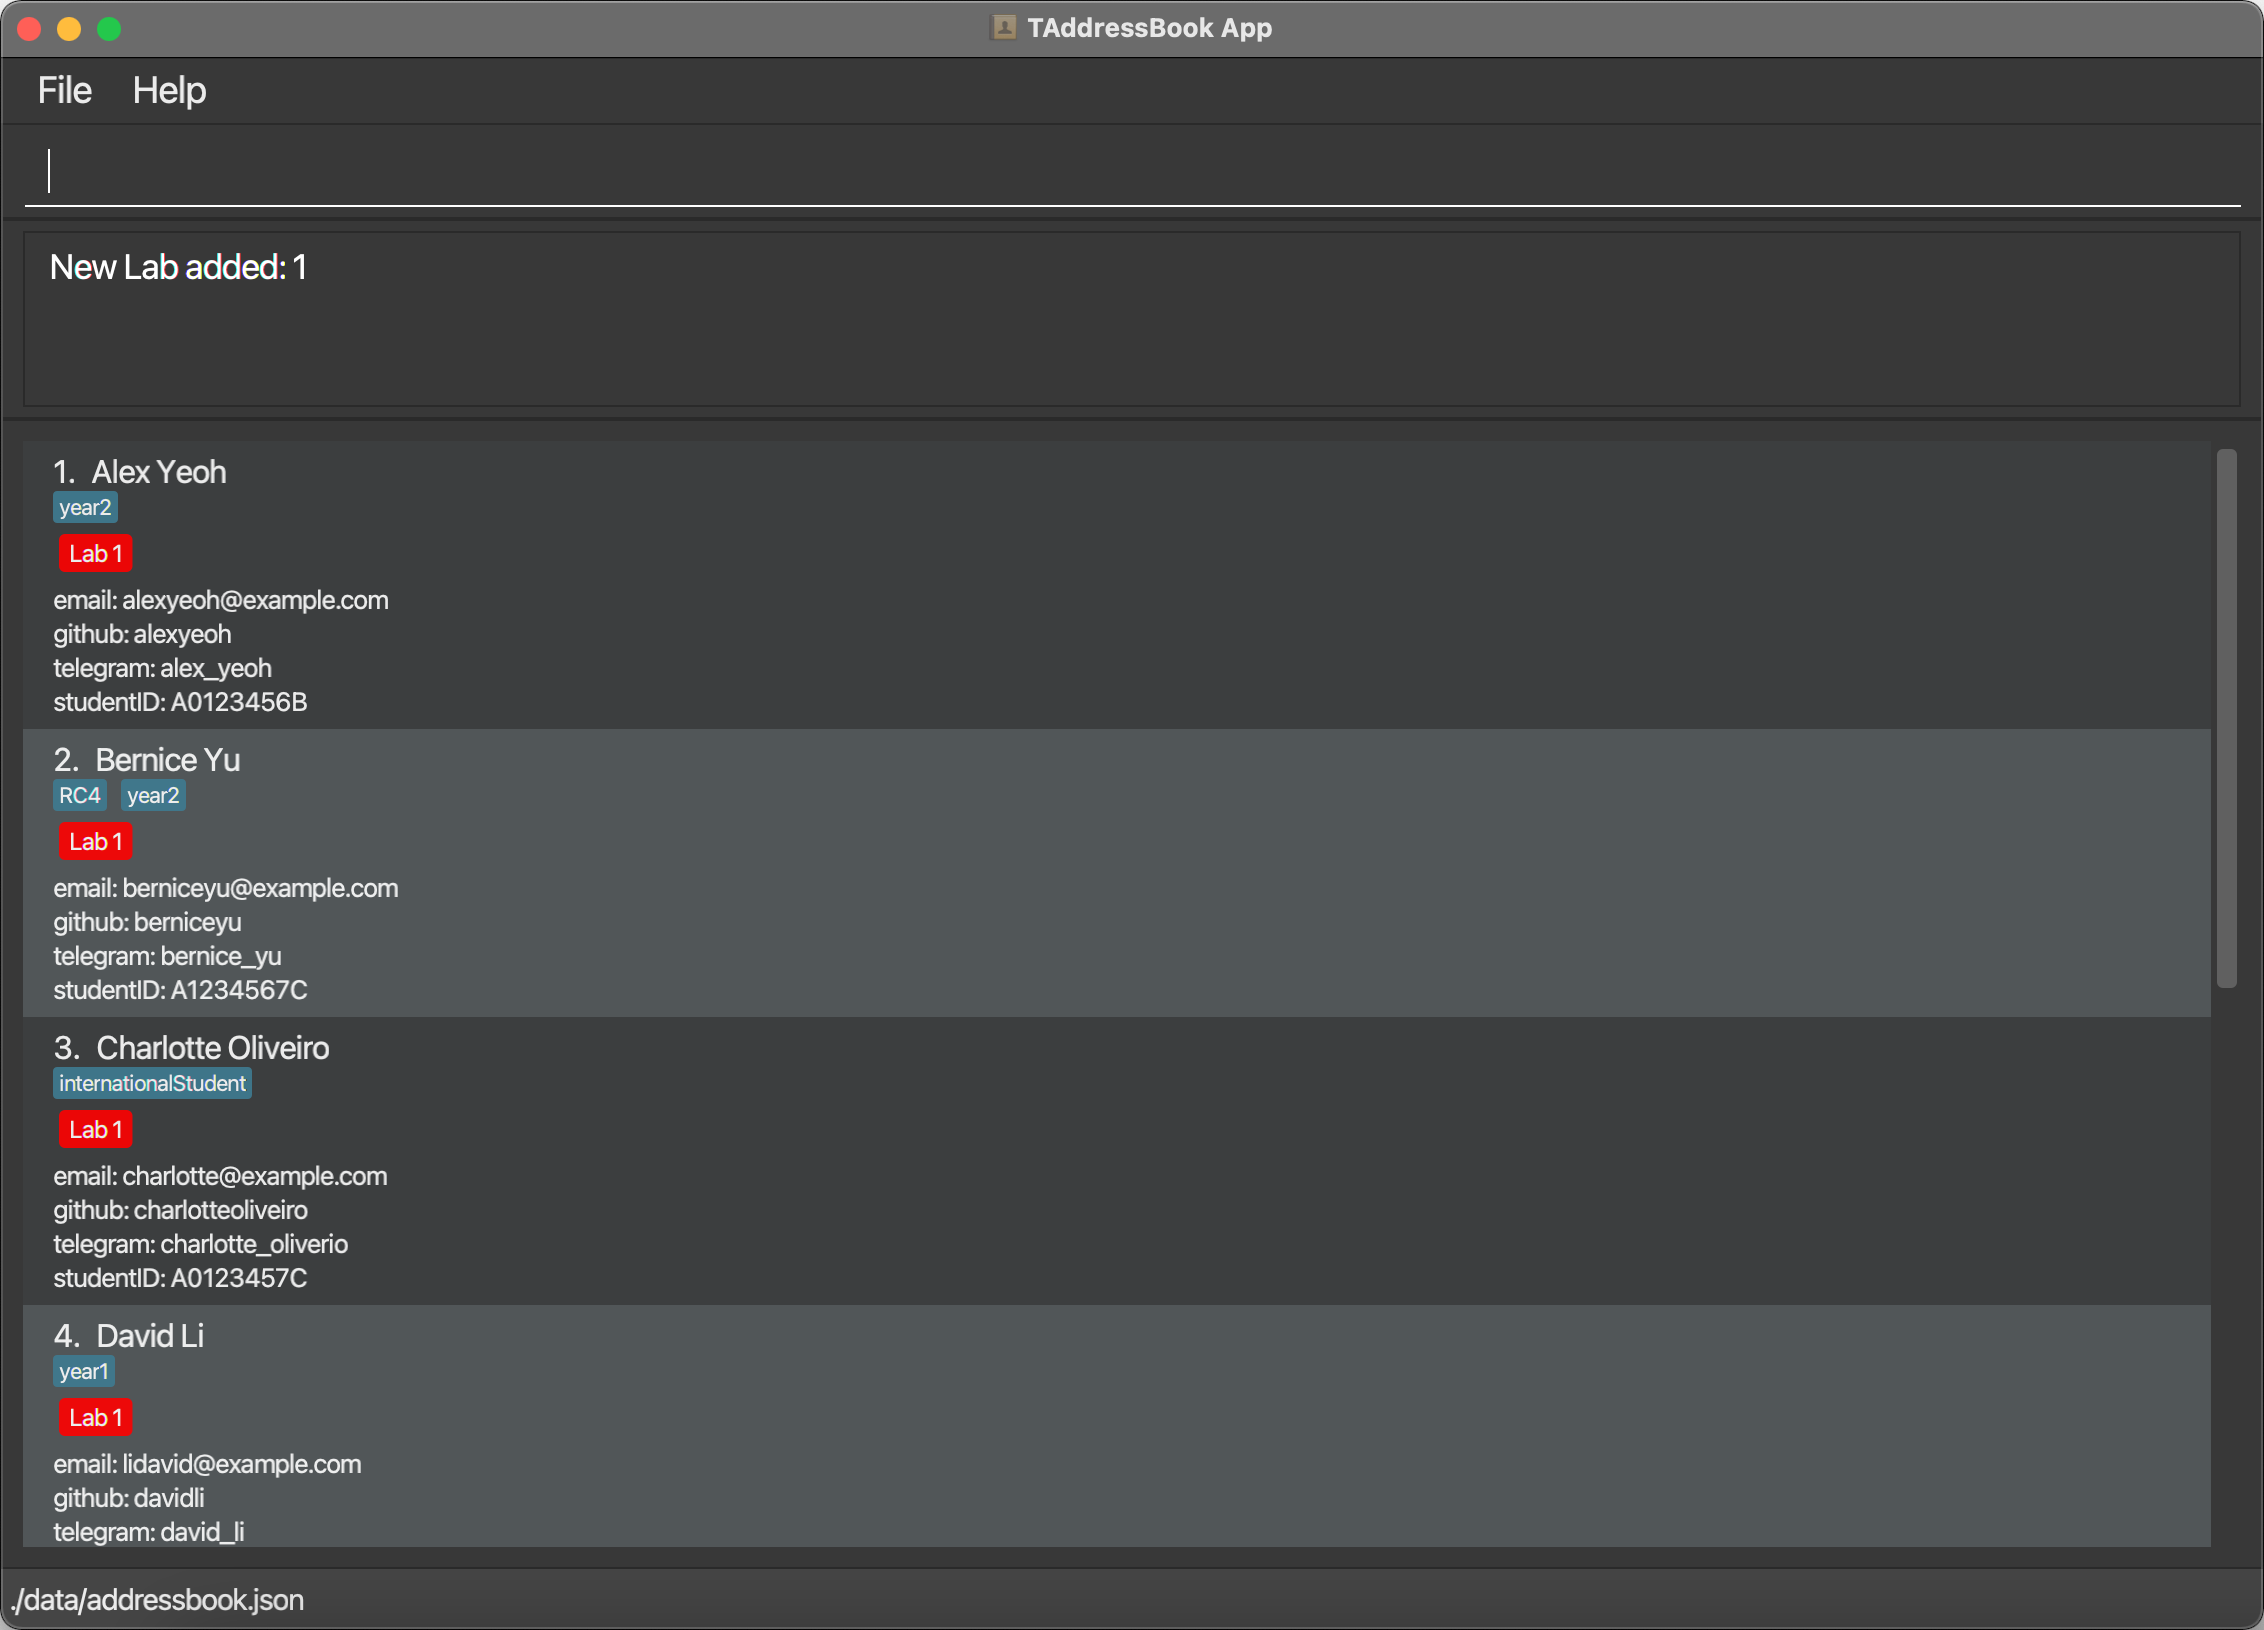 TAddressBook App
File Help
New Lab added: 1
1. Alex Yeoh
year2
Lab 1
email: alexyeoh@example.com
github: alexyeoh
telegram: alex_yeoh
studentID: A0123456B
2. Bernice Yu
RC4 year2
Lab 1
email: berniceyu@example.com
github: berniceyu
telegram: bernice_yu
studentID: A1234567C
3. Charlotte Oliveiro
internationalStudent
Lab 1
email: charlotte@example.com
github: charlotteoliveiro
telegram: charlotte_oliverio
studentID: A0123457C
4. David Li
year1
Lab 1
email: lidavid@example.com
github: davidli
telegram: david_li
./data/addressbook.json